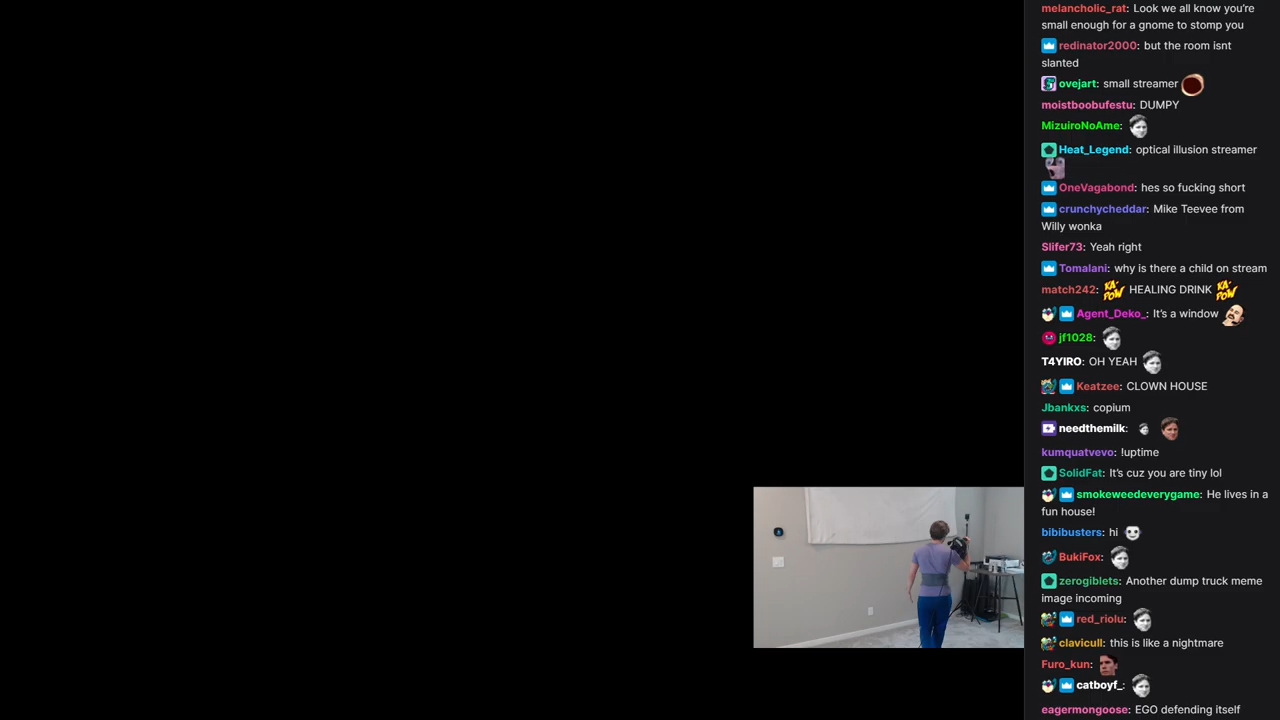 melancholic_rat: Look we all know you're
small enough for a gnome to stomp you
redinator2000: but the room isnt
slanted
ovejart: small streamer
moistboobufestu: DUMPY
MizuiroNoAme:
Heat_Legend: optical illusion streamer
OneVagabond: hes so fucking short
crunchycheddar: Mike Teevee from
Willy wonka
Slifer73: Yeah right
Tomalani: why is there a child on stream
match242: KA POW HEALING DRINK KA POW
Agent_Deko_: It's a window
jf1028:
T4YIRO: OH YEAH
Keatzee: CLOWN HOUSE
Jbankxs: copium
needthemilk:
kumquatvevo: !uptime
SolidFat: It's cuz you are tiny lol
smokeweedeverygame: He lives in a
fun house!
bibibusters: hi
BukiFox:
zerogiblets: Another dump truck meme
image incoming
red_riolu:
clavicull: this is like a nightmare
Furo_kun:
catboyf_:
eagermongoose: EGO defending itself